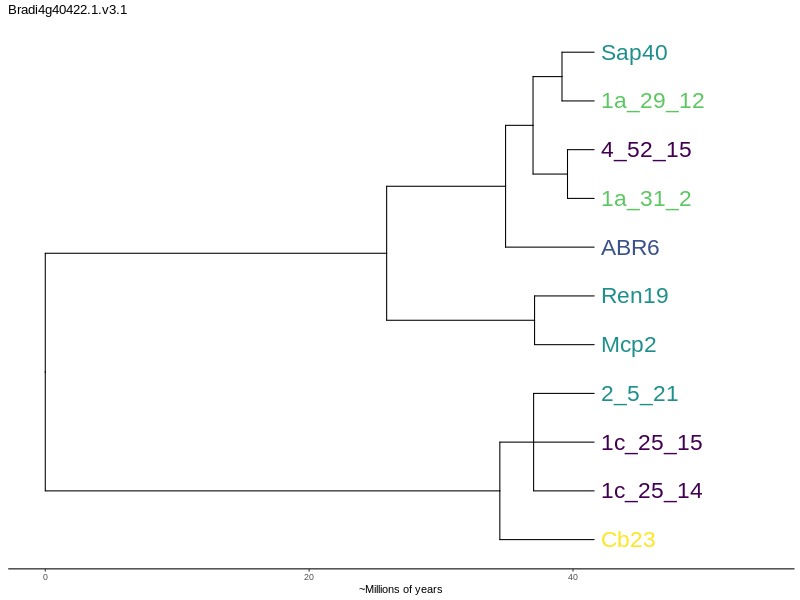 Bradi4g40422.1.v3.1
Sap40
1a_29_12
4_52_15
1a_31_2
ABR6
Ren19
Mcp2
2_5_21
1c_25_15
1c_25_14
Cb23
0 20 40
~Millions of years